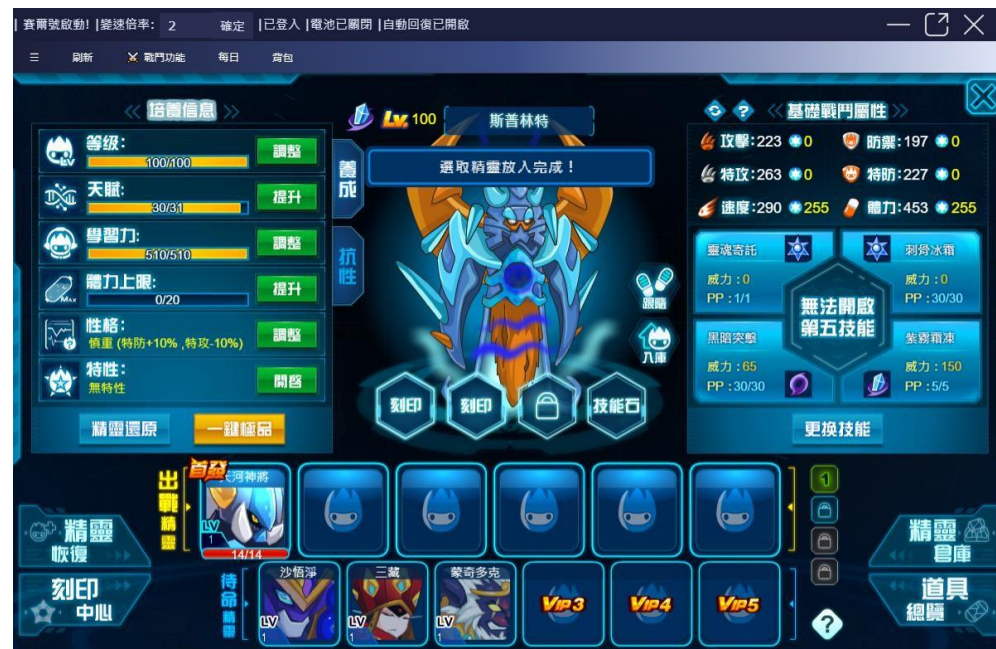 | 賽爾號啟動! |變速倍率: 2 確定 |已登入 |電池已關閉 |自動回復已開啟
☰ 刷新 ⚔ 戰鬥功能 每日 背包
培養信息
等級:
100/100
調整
天賦:
30/31
提升
學習力:
510/510
調整
體力上限:
0/20
提升
性格:
慎重 (特防+10% ,特攻-10%)
調整
特性:
無特性
開啓
精靈還原
一鍵極品
養成
抗性
Lv. 100
斯普林特
選取精靈放入完成！
跟隨
入庫
刻印
刻印
技能石
基礎戰鬥屬性
攻擊:223 0
防禦:197 0
特攻:263 0
特防:227 0
速度:290 255
體力:453 255
靈魂寄託
威力 : 0
PP : 1/1
刺骨冰霜
威力 : 0
PP : 30/30
無法開啟
第五技能
黑暗突擊
威力 : 65
PP : 30/30
紫霧霜凍
威力 : 150
PP : 5/5
更換技能
出戰精靈
首發
天河神將
LV
1
14/14
1
精靈
恢復
刻印
中心
待命精靈
沙悟淨
LV
1
三藏
LV
1
蒙奇多克
LV
1
VIP3
VIP4
VIP5
?
精靈
倉庫
道具
總覽